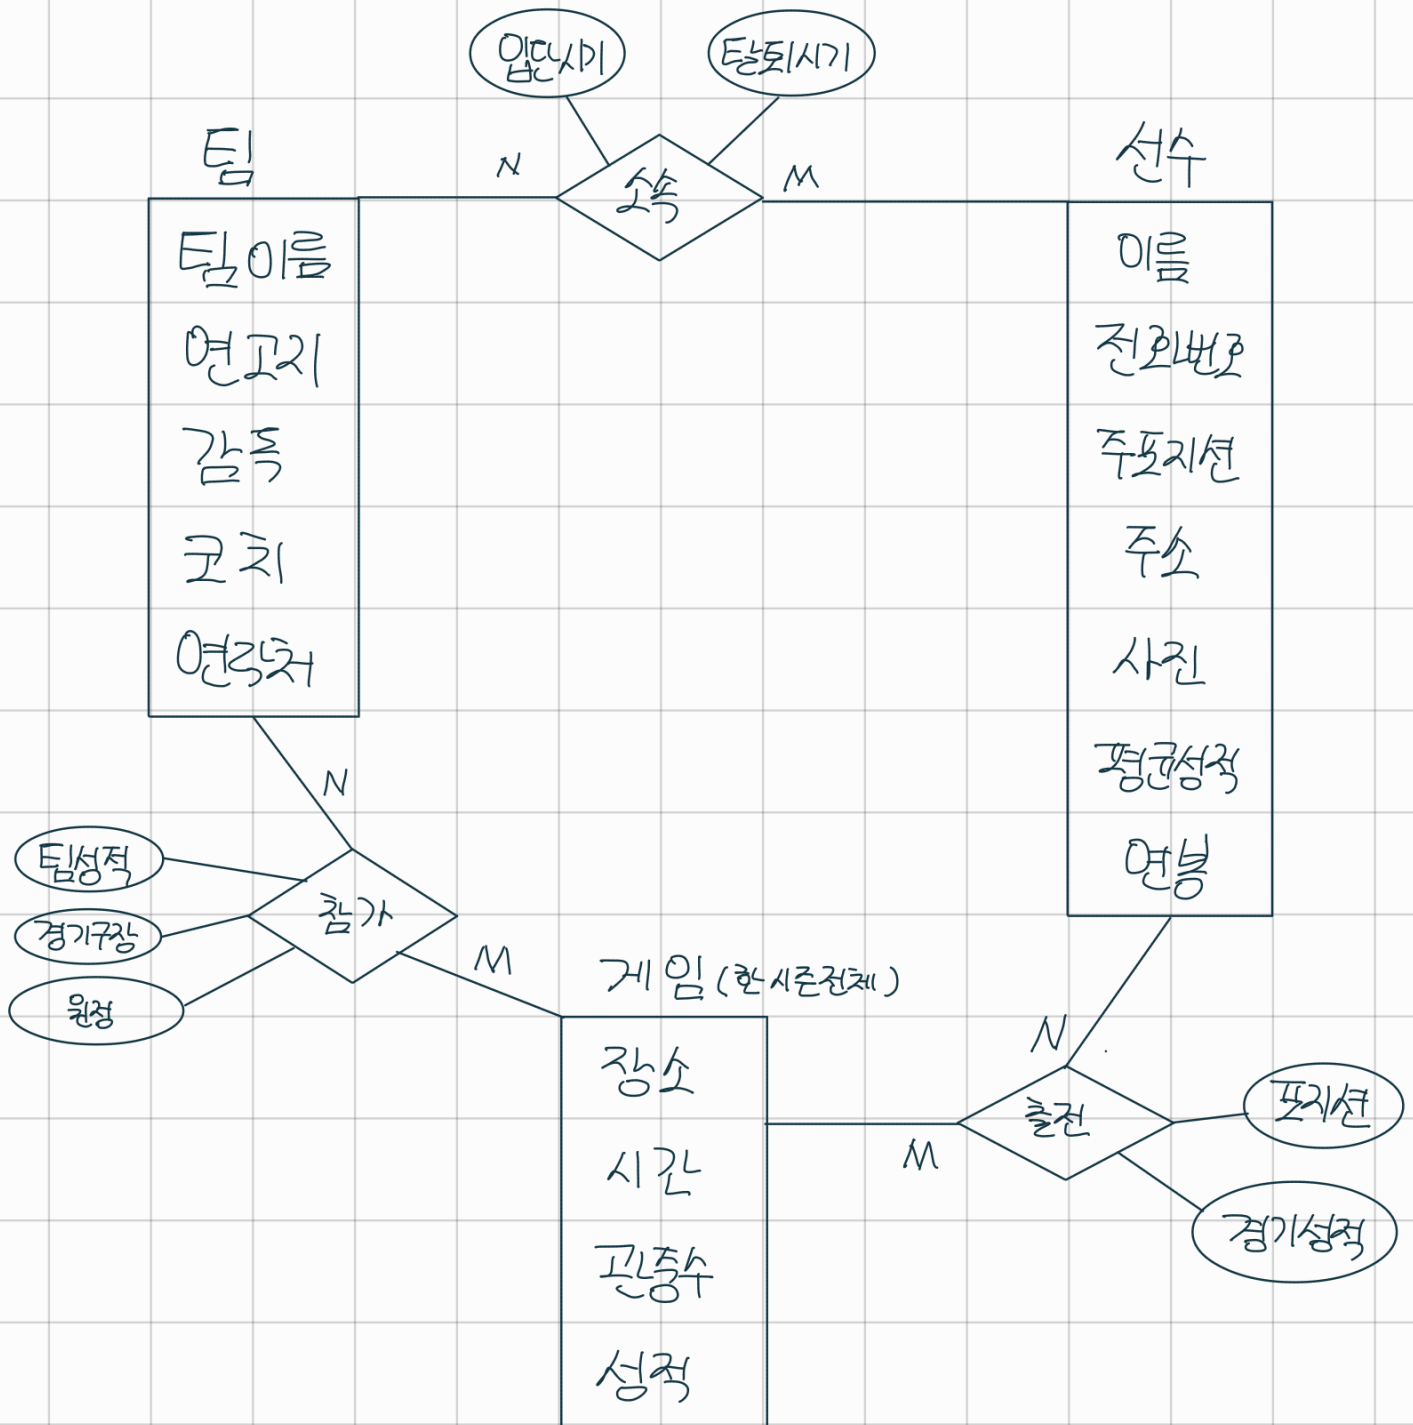 입단시기
탈퇴시기
팀
N
소속
M
선수
팀이름
연고지
감독
코치
연락처
이름
전화번호
주포지션
주소
사진
평균성적
연봉
N
팀성적
경기구장
원정
참가
M
게임 (한시즌전체)
장소
시간
관중수
성적
N
출전
M
포지션
경기성적